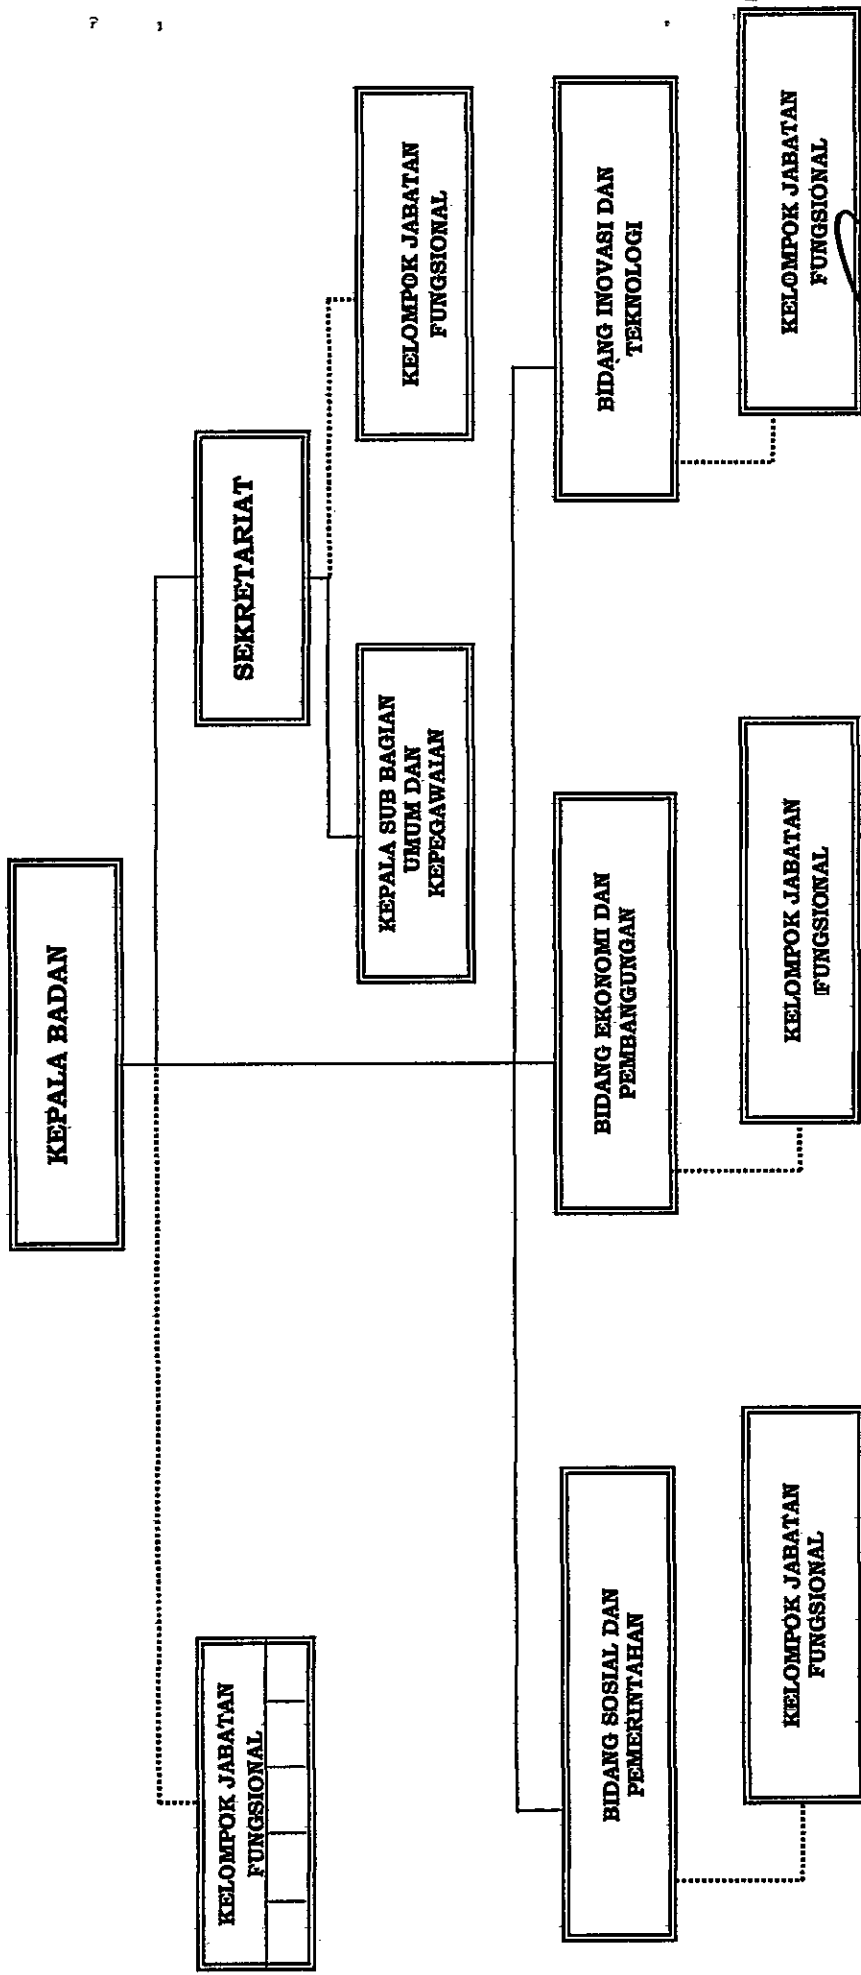 KEPALA BADAN
KELOMPOK JABATAN
FUNGSIONAL
SEKRETARIAT
KEPALA SUB BAGIAN
UMUM DAN
KEPEGAWAIAN
KELOMPOK JABATAN
FUNGSIONAL
BIDANG SOSIAL DAN
PEMERINTAHAN
BIDANG EKONOMI DAN
PEMBANGUNGAN
BIDANG INOVASI DAN
TEKNOLOGI
KELOMPOK JABATAN
FUNGSIONAL
KELOMPOK JABATAN
FUNGSIONAL
KELOMPOK JABATAN
FUNGSIONAL